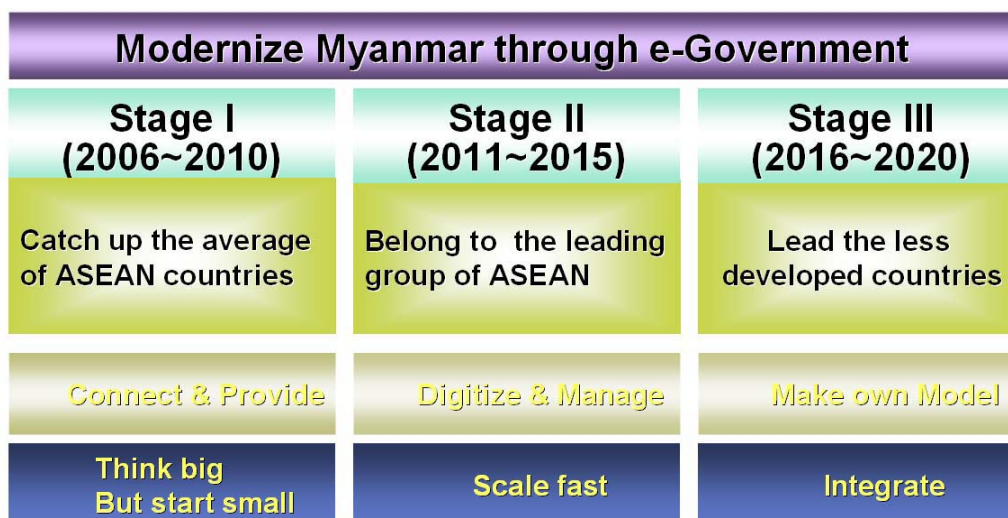 Modernize Myanmar through e-Government
Stage I
(2006~2010)
Stage II
(2011~2015)
Stage III
(2016~2020)
Catch up the average
of ASEAN countries
Belong to the leading
group of ASEAN
Lead the less
developed countries
Connect & Provide
Digitize & Manage
Make own Model
Think big
But start small
Scale fast
Integrate